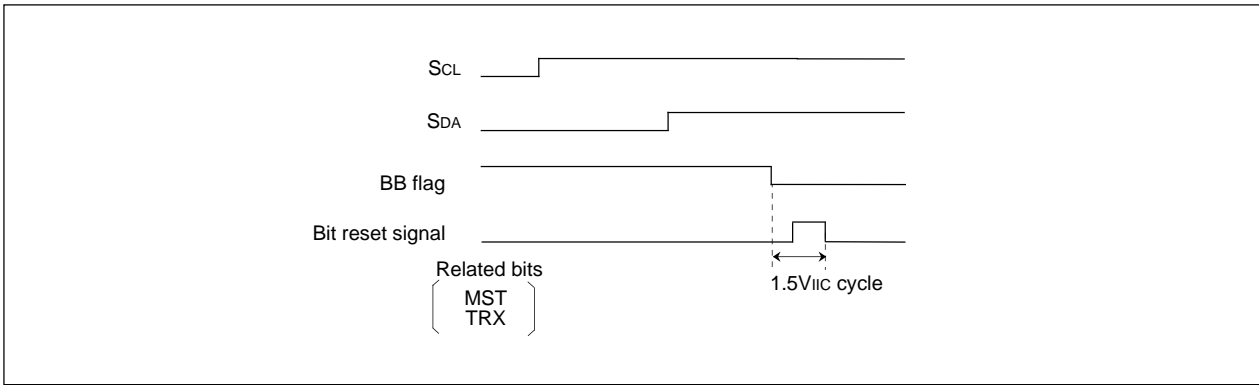 SCL
SDA
BB flag
Bit reset signal
Related bits
MST
TRX
1.5VIIC cycle